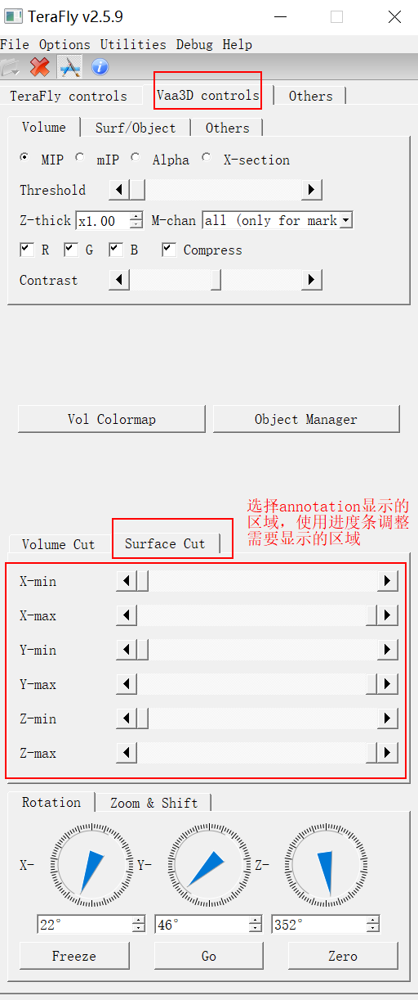 TeraFly v2.5.9
File Options Utilities Debug Help
TeraFly controls Vaa3D controls Others
Volume Surf/Object Others
MIP mIP Alpha X-section
Threshold
Z-thick x1.00 M-chan all (only for mark
R G B Compress
Contrast
Vol Colormap Object Manager
选择annotation显示的
区域，使用进度条调整
需要显示的区域
Volume Cut Surface Cut
X-min
X-max
Y-min
Y-max
Z-min
Z-max
Rotation Zoom & Shift
X- Y- Z-
22° 46° 352°
Freeze Go Zero